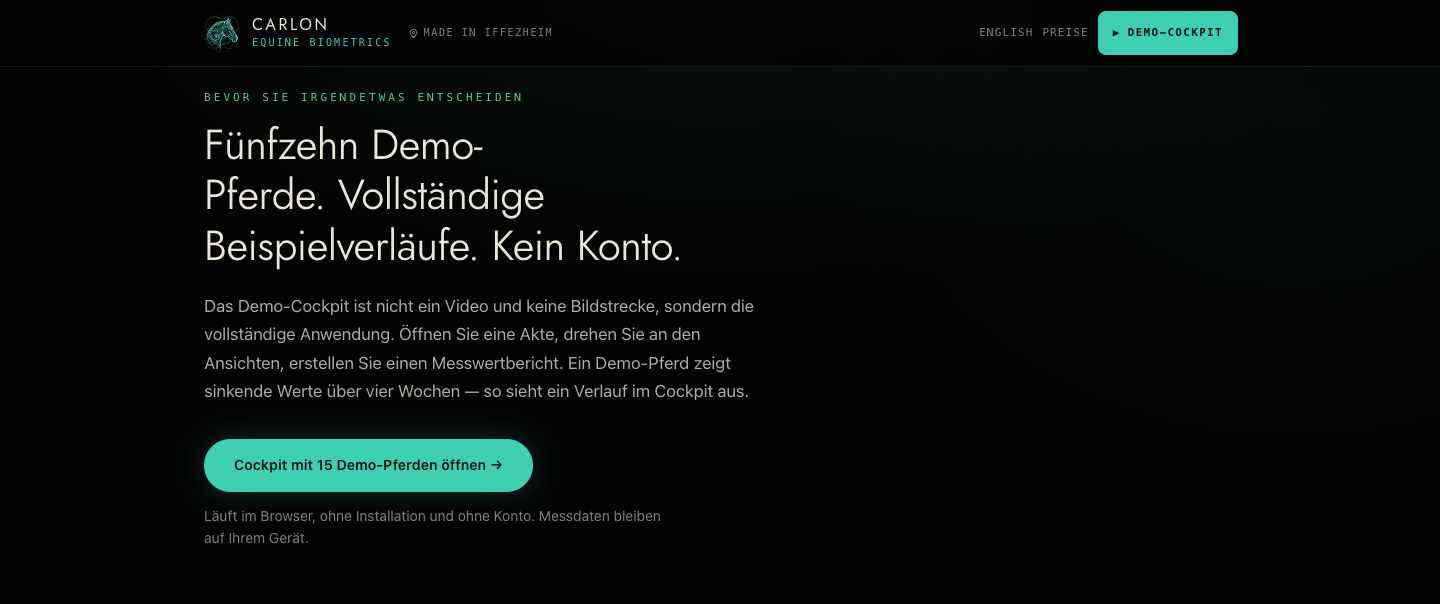 CARLON
EQUINE BIOMETRICS
MADE IN IFFEZHEIM
ENGLISH PREISE
▶ DEMO-COCKPIT
BEVOR SIE IRGENDETWAS ENTSCHEIDEN
Fünfzehn Demo-
Pferde. Vollständige
Beispielverläufe. Kein Konto.
Das Demo-Cockpit ist nicht ein Video und keine Bildstrecke, sondern die
vollständige Anwendung. Öffnen Sie eine Akte, drehen Sie an den
Ansichten, erstellen Sie einen Messwertbericht. Ein Demo-Pferd zeigt
sinkende Werte über vier Wochen — so sieht ein Verlauf im Cockpit aus.
Cockpit mit 15 Demo-Pferden öffnen →
Läuft im Browser, ohne Installation und ohne Konto. Messdaten bleiben
auf Ihrem Gerät.